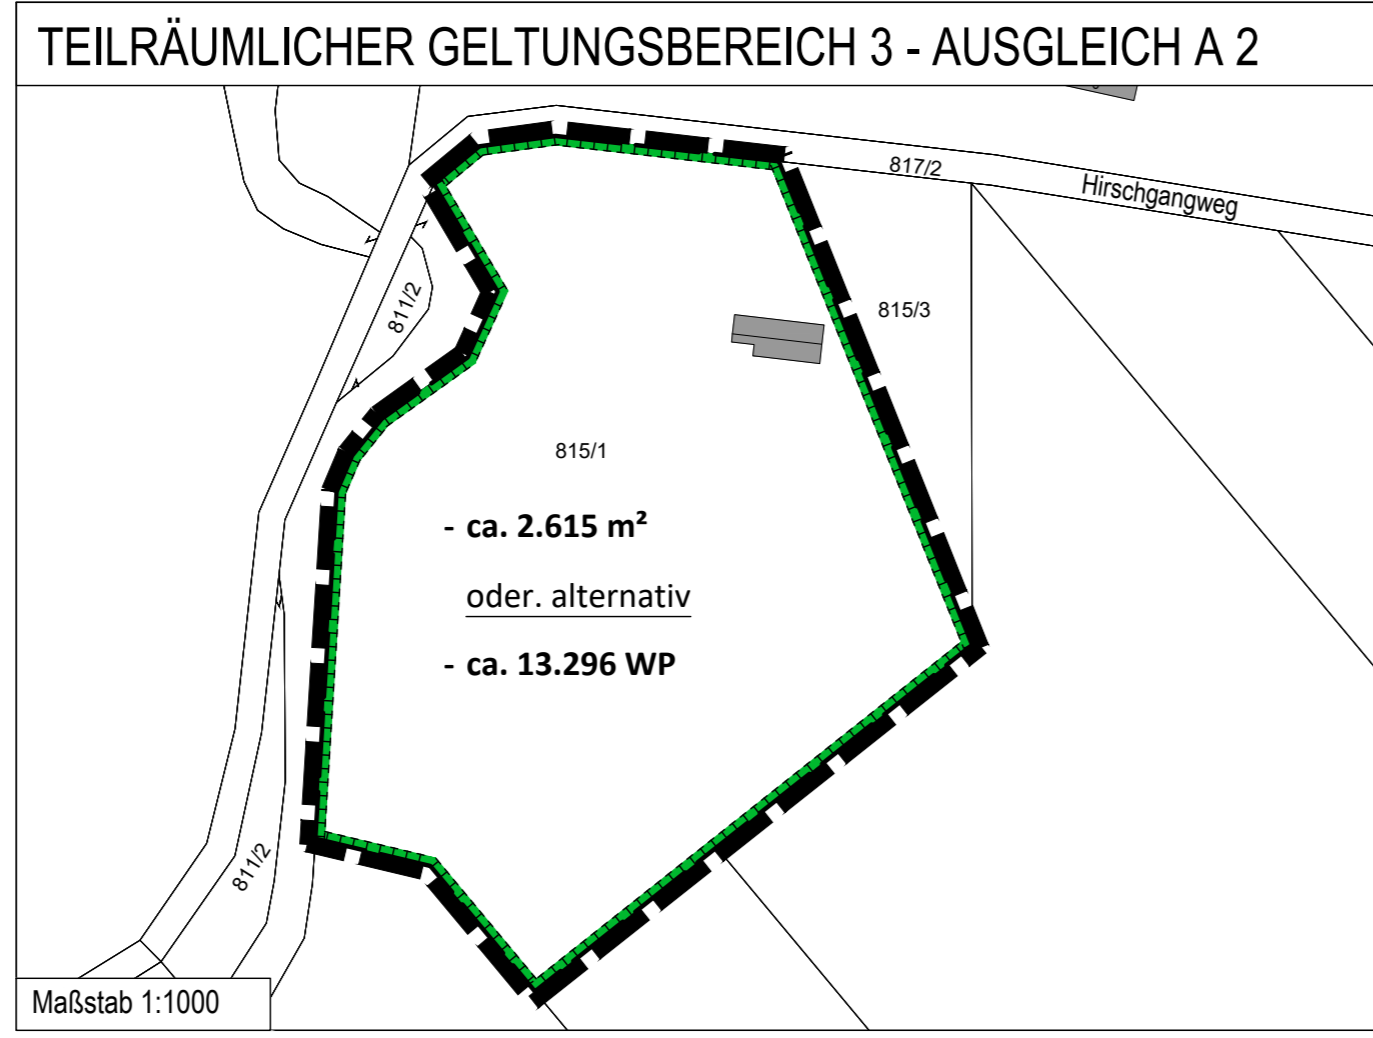 TEILRÄUMLICHER GELTUNGSBEREICH 3 - AUSGLEICH A 2
817/2
Hirschgangweg
811/2
815/3
815/1
- ca. 2.615 m²
oder. alternativ
- ca. 13.296 WP
811/2
Maßstab 1:1000